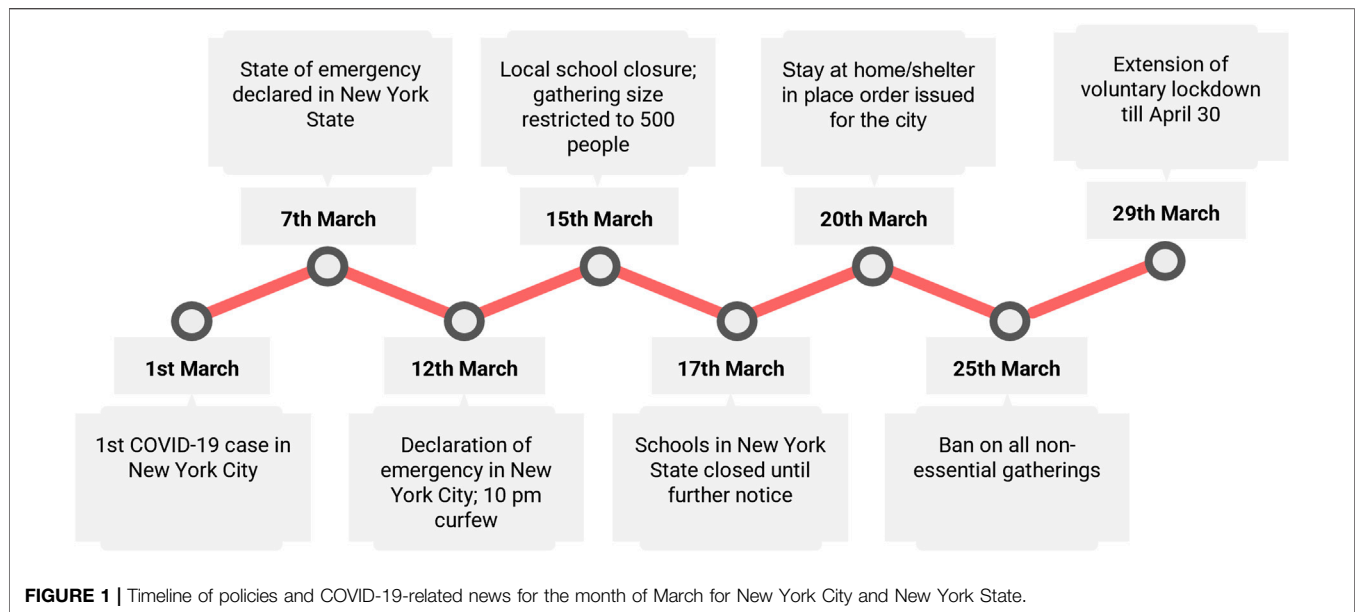 State of emergency
declared in New York
State
Local school closure;
gathering size
restricted to 500
people
Stay at home/shelter
in place order issued
for the city
Extension of
voluntary lockdown
till April 30
7th March
15th March
20th March
29th March
1st March
12th March
17th March
25th March
1st COVID-19 case in
New York City
Declaration of
emergency in New
York City; 10 pm
curfew
Schools in New York
State closed until
further notice
Ban on all non-
essential gatherings
FIGURE 1 | Timeline of policies and COVID-19-related news for the month of March for New York City and New York State.